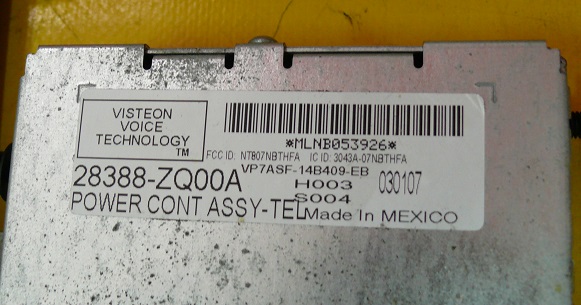 VISTEON
VOICE
TECHNOLOGY
TM
*MLNB053926*
FCC ID: NT807NBTHFA IC ID: 3043A-07NBTHFA
VP7ASF-14B409-EB
28388-ZQ00A
H003
030107
S004
POWER CONT ASSY-TEL
Made In MEXICO